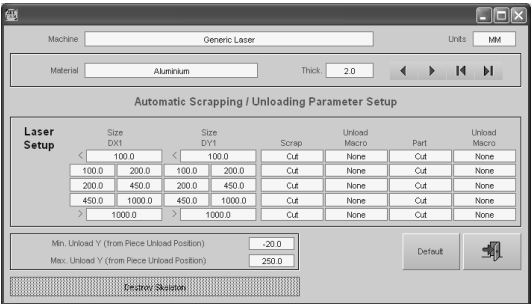 Machine Generic Laser Units MM
Material Aluminium Thick. 2.0
Automatic Scrapping / Unloading Parameter Setup
Laser Setup
Size DX1 Size DY1 Scrap Unload Macro Part Unload Macro
< 100.0 < 100.0 Cut None Cut None
100.0 200.0 100.0 200.0 Cut None Cut None
200.0 450.0 200.0 450.0 Cut None Cut None
450.0 1000.0 450.0 1000.0 Cut None Cut None
> 1000.0 > 1000.0 Cut None Cut None
Min. Unload Y (from Piece Unload Position) -20.0
Max. Unload Y (from Piece Unload Position) 250.0
Default
Destroy Skeleton